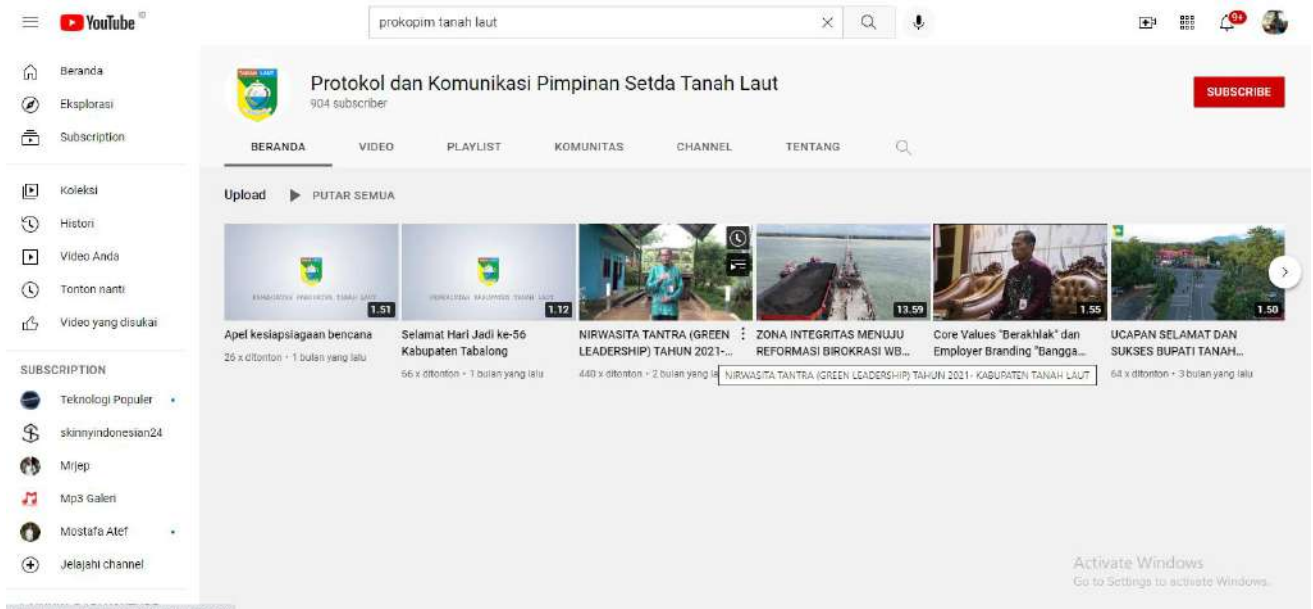 YouTube ID
prokopim tanah laut
9+
Beranda
Eksplorasi
Subscription
Koleksi
Histori
Video Anda
Tonton nanti
Video yang disukai
SUBSCRIPTION
Teknologi Populer
skinnyindonesian24
Mrjep
Mp3 Galeri
Mostafa Atef
Jelajahi channel
TANAH LAUT
Protokol dan Komunikasi Pimpinan Setda Tanah Laut
904 subscriber
SUBSCRIBE
BERANDA VIDEO PLAYLIST KOMUNITAS CHANNEL TENTANG
Upload PUTAR SEMUA
1.51
Apel kesiapsiagaan bencana
26 x ditonton • 1 bulan yang lalu
1.12
Selamat Hari Jadi ke-56
Kabupaten Tabalong
66 x ditonton • 1 bulan yang lalu
NIRWASITA TANTRA (GREEN
LEADERSHIP) TAHUN 2021-...
440 x ditonton • 2 bulan yang la
13.59
ZONA INTEGRITAS MENUJU
REFORMASI BIROKRASI WB...
NIRWASITA TANTRA (GREEN LEADERSHIP) TAHUN 2021- KABUPATEN TANAH LAUT
1.55
Core Values "Berakhlak" dan
Employer Branding "Bangga...
1.50
UCAPAN SELAMAT DAN
SUKSES BUPATI TANAH...
64 x ditonton • 3 bulan yang lalu
Activate Windows
Go to Settings to activate Windows.